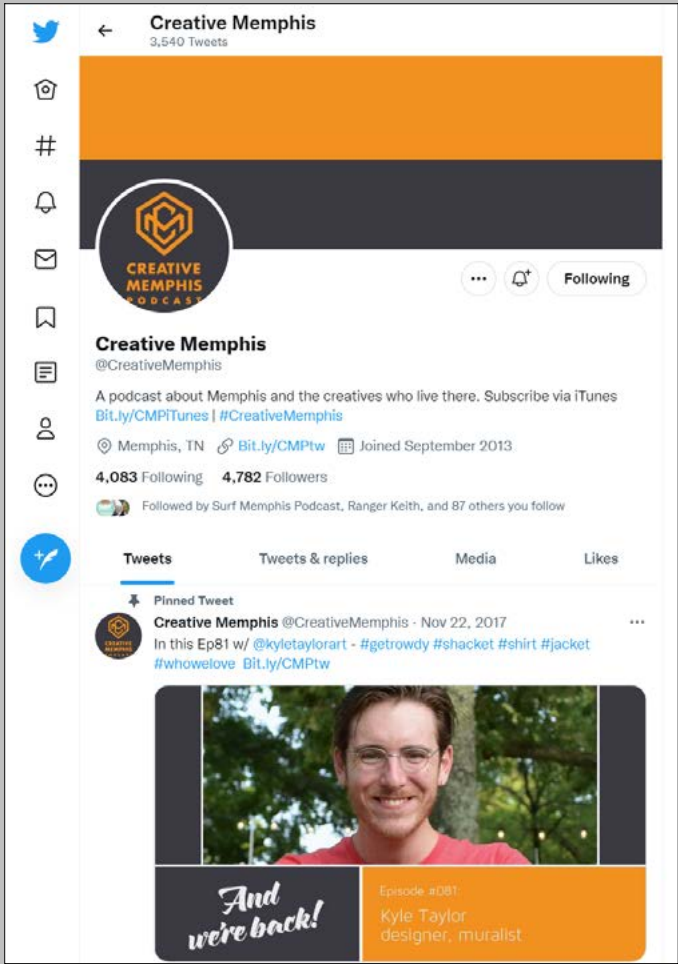 Creative Memphis
3,540 Tweets
CREATIVE
MEMPHIS
PODCAST
Following
Creative Memphis
@CreativeMemphis
A podcast about Memphis and the creatives who live there. Subscribe via iTunes
Bit.ly/CMPiTunes | #CreativeMemphis
Memphis, TN Bit.ly/CMPtw Joined September 2013
4,083 Following 4,782 Followers
Followed by Surf Memphis Podcast, Ranger Keith, and 87 others you follow
Tweets Tweets & replies Media Likes
Pinned Tweet
Creative Memphis @CreativeMemphis · Nov 22, 2017
CREATIVE
MEMPHIS
In this Ep81 w/ @kyletaylorart - #getrowdy #shacket #shirt #jacket
#whowelove Bit.ly/CMPtw
And
we're back!
Episode #081:
Kyle Taylor
designer, muralist